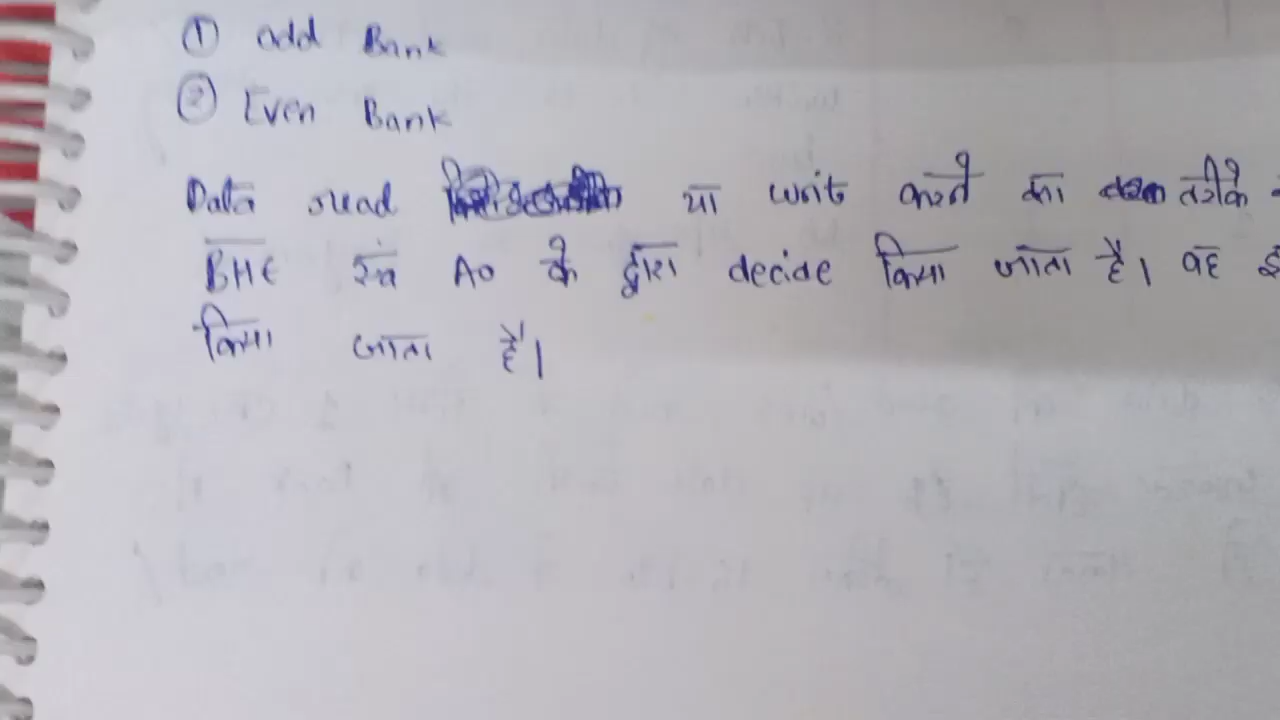 ① odd Bank
② Even Bank
Data read या write करने का तरीके
BHE एवं A0 के द्वारा decide किया जाता है। वह
किया जाता है।